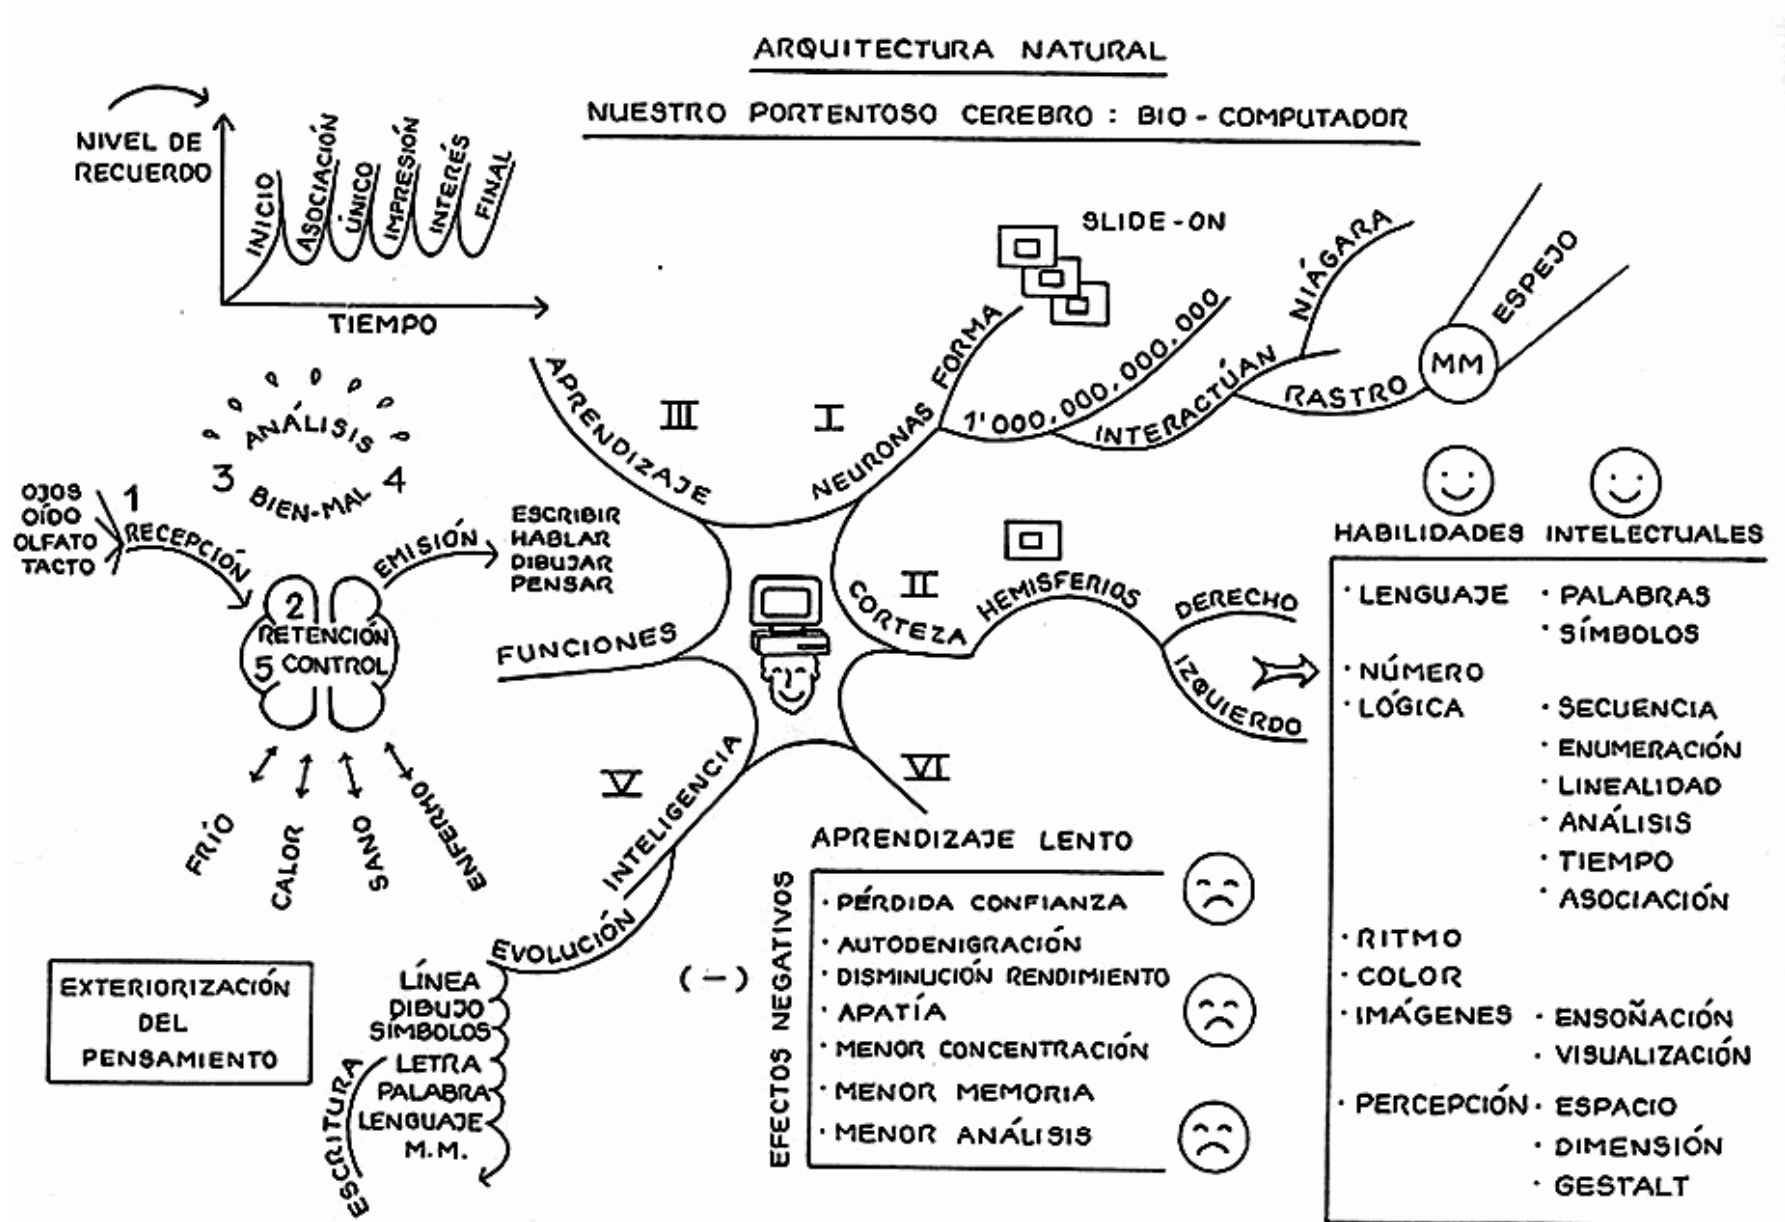 ARQUITECTURA NATURAL
NUESTRO PORTENTOSO CEREBRO : BIO - COMPUTADOR
NIVEL DE
RECUERDO
INICIO
ASOCIACIÓN
ÚNICO
IMPRESIÓN
INTERÉS
FINAL
TIEMPO
III
APRENDIZAJE
I
NEURONAS
FORMA
SLIDE-ON
1'000.000.000.000
INTERACTÚAN
NIÁGARA
RASTRO
MM
ESPEJO
II
CORTEZA
HEMISFERIOS
DERECHO
IZQUIERDO
HABILIDADES INTELECTUALES
· LENGUAJE · PALABRAS
· SÍMBOLOS
· NÚMERO
· LÓGICA · SECUENCIA
· ENUMERACIÓN
· LINEALIDAD
· ANÁLISIS
· TIEMPO
· ASOCIACIÓN
· RITMO
· COLOR
· IMÁGENES · ENSOÑACIÓN
· VISUALIZACIÓN
· PERCEPCIÓN · ESPACIO
· DIMENSIÓN
· GESTALT
FUNCIONES
ANÁLISIS
3 4
BIEN-MAL
OJOS
OÍDO
OLFATO
TACTO
1
RECEPCIÓN
EMISIÓN
ESCRIBIR
HABLAR
DIBUJAR
PENSAR
2
RETENCIÓN
5 CONTROL
FRÍO
CALOR
SANO
ENFERMO
V
INTELIGENCIA
EVOLUCIÓN
LÍNEA
DIBUJO
SÍMBOLOS
LETRA
PALABRA
LENGUAJE
M.M.
ESCRITURA
EXTERIORIZACIÓN
DEL
PENSAMIENTO
VI
APRENDIZAJE LENTO
(-)
EFECTOS NEGATIVOS
· PÉRDIDA CONFIANZA
· AUTODENIGRACIÓN
· DISMINUCIÓN RENDIMIENTO
· APATÍA
· MENOR CONCENTRACIÓN
· MENOR MEMORIA
· MENOR ANÁLISIS